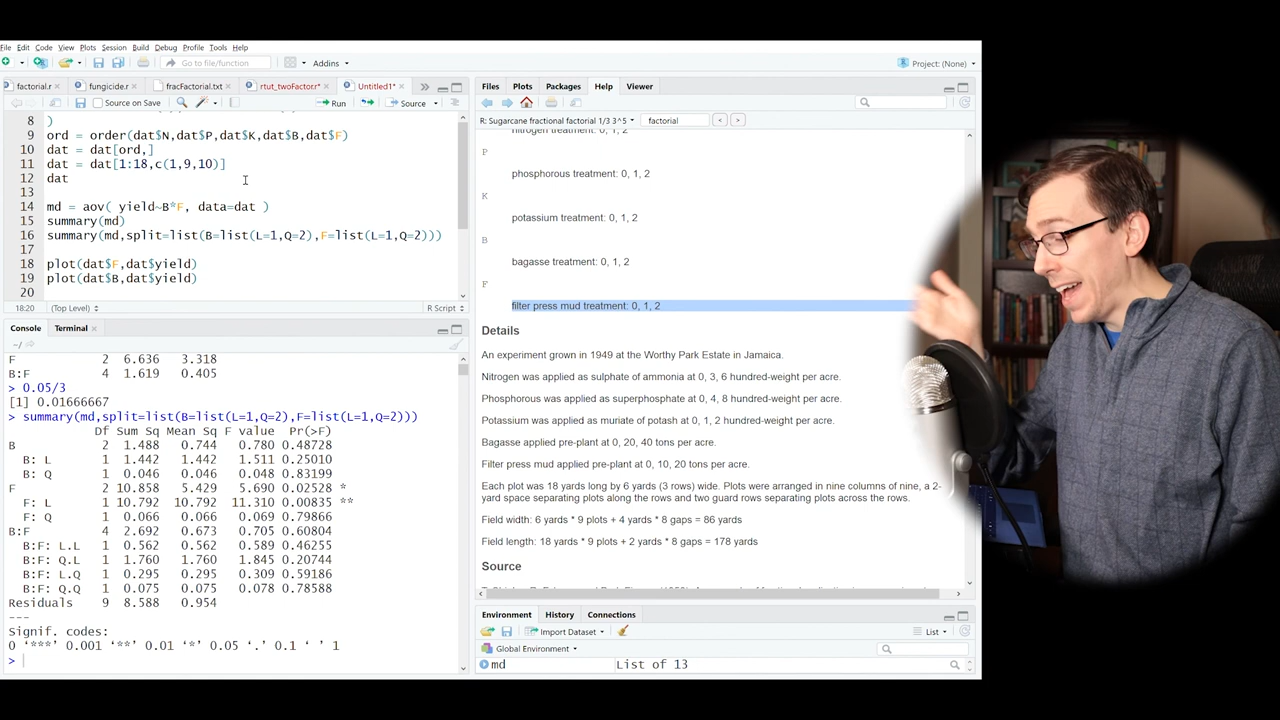 File Edit Code View Plots Session Build Debug Profile Tools Help
Go to file/function Addins Project: (None)
factorial.r fungicide.r fracFactorial.txt rtut_twoFactor.r* Untitled1*
Source on Save Run Source
8 )
9 ord = order(dat$N,dat$P,dat$K,dat$B,dat$F)
10 dat = dat[ord,]
11 dat = dat[1:18,c(1,9,10)]
12 dat
13
14 md = aov( yield~B*F, data=dat )
15 summary(md)
16 summary(md,split=list(B=list(L=1,Q=2),F=list(L=1,Q=2)))
17
18 plot(dat$F,dat$yield)
19 plot(dat$B,dat$yield)
20
18:20 (Top Level) R Script
Console Terminal
~/
F 2 6.636 3.318
B:F 4 1.619 0.405
> 0.05/3
[1] 0.01666667
> summary(md,split=list(B=list(L=1,Q=2),F=list(L=1,Q=2)))
Df Sum Sq Mean Sq F value Pr(>F)
B 2 1.488 0.744 0.780 0.48728
B: L 1 1.442 1.442 1.511 0.25010
B: Q 1 0.046 0.046 0.048 0.83199
F 2 10.858 5.429 5.690 0.02528 *
F: L 1 10.792 10.792 11.310 0.00835 **
F: Q 1 0.066 0.066 0.069 0.79866
B:F 4 2.692 0.673 0.705 0.60804
B:F: L.L 1 0.562 0.562 0.589 0.46255
B:F: Q.L 1 1.760 1.760 1.845 0.20744
B:F: L.Q 1 0.295 0.295 0.309 0.59186
B:F: Q.Q 1 0.075 0.075 0.078 0.78588
Residuals 9 8.588 0.954
---
Signif. codes:
0 ‘***’ 0.001 ‘**’ 0.01 ‘*’ 0.05 ‘.’ 0.1 ‘ ’ 1
>
Files Plots Packages Help Viewer
R: Sugarcane fractional factorial 1/3 3^5 factorial
nitrogen treatment: 0, 1, 2
P
phosphorous treatment: 0, 1, 2
K
potassium treatment: 0, 1, 2
B
bagasse treatment: 0, 1, 2
F
filter press mud treatment: 0, 1, 2
Details
An experiment grown in 1949 at the Worthy Park Estate in Jamaica.
Nitrogen was applied as sulphate of ammonia at 0, 3, 6 hundred-weight per acre.
Phosphorous was applied as superphosphate at 0, 4, 8 hundred-weight per acre.
Potassium was applied as muriate of potash at 0, 1, 2 hundred-weight per acre.
Bagasse applied pre-plant at 0, 20, 40 tons per acre.
Filter press mud applied pre-plant at 0, 10, 20 tons per acre.
Each plot was 18 yards long by 6 yards (3 rows) wide. Plots were arranged in nine columns of nine, a 2-
yard space separating plots along the rows and two guard rows separating plots across the rows.
Field width: 6 yards * 9 plots + 4 yards * 8 gaps = 86 yards
Field length: 18 yards * 9 plots + 2 yards * 8 gaps = 178 yards
Source
Environment History Connections
Import Dataset List
Global Environment
md List of 13